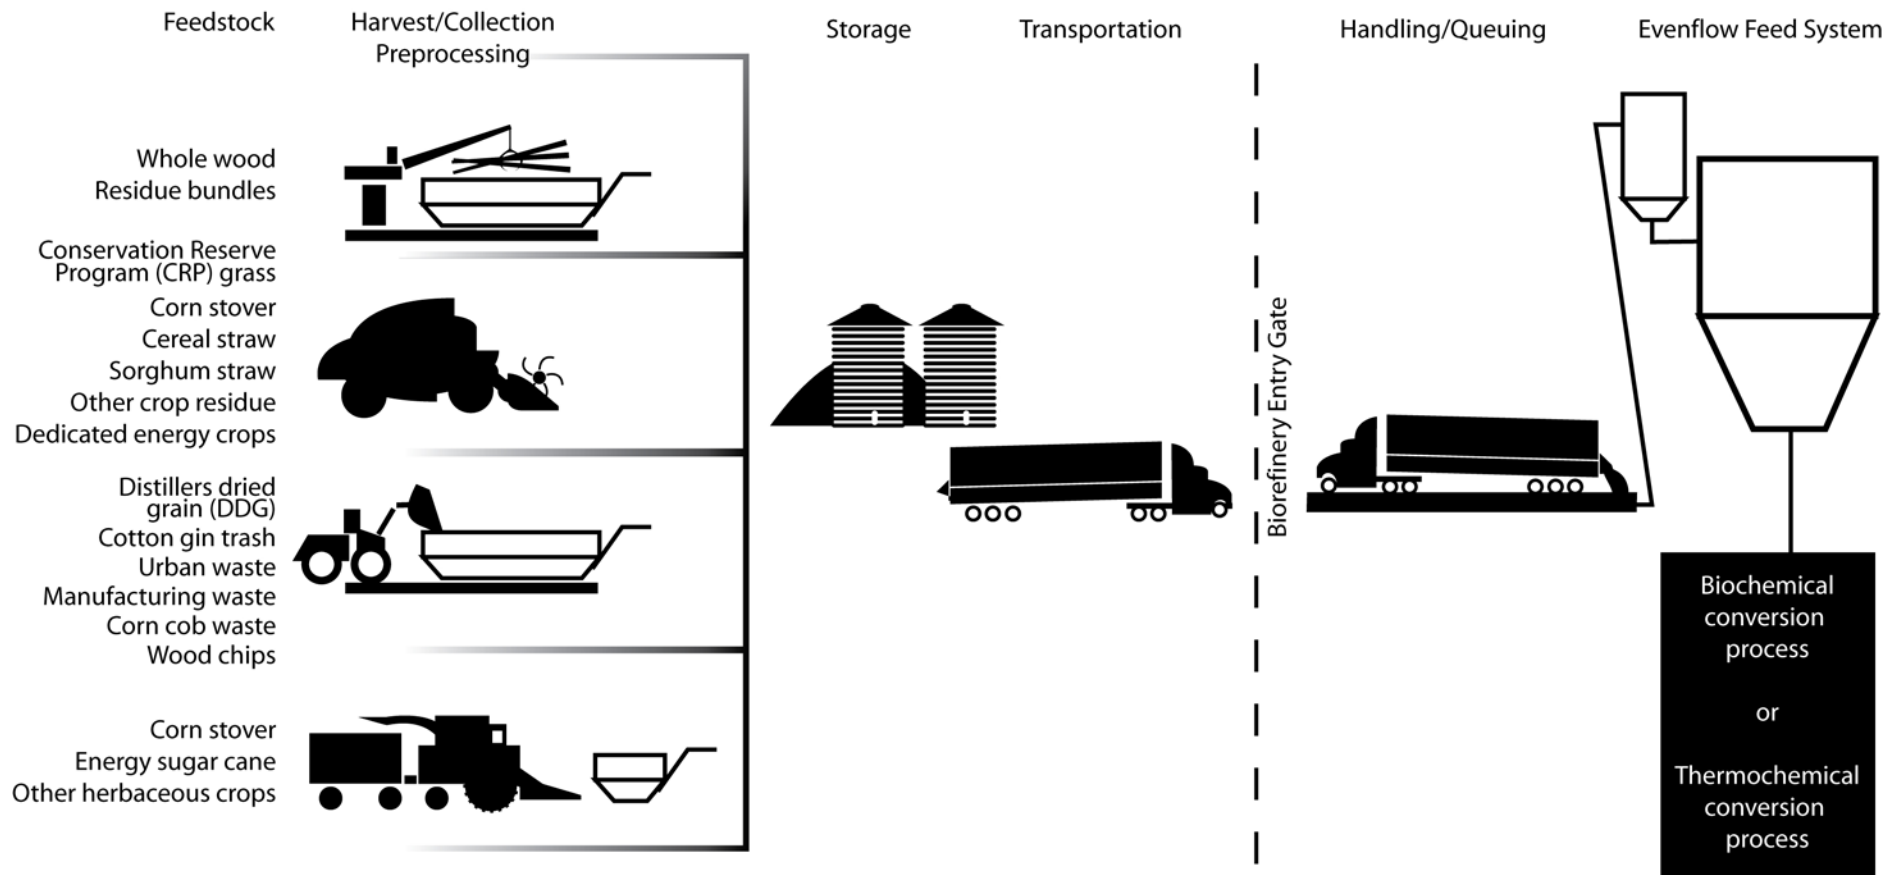 Feedstock
Harvest/Collection
Preprocessing
Storage
Transportation
Handling/Queuing
Evenflow Feed System
Whole wood
Residue bundles
Conservation Reserve
Program (CRP) grass
Corn stover
Cereal straw
Sorghum straw
Other crop residue
Dedicated energy crops
Distillers dried
grain (DDG)
Cotton gin trash
Urban waste
Manufacturing waste
Corn cob waste
Wood chips
Corn stover
Energy sugar cane
Other herbaceous crops
Biorefinery Entry Gate
Biochemical
conversion
process
or
Thermochemical
conversion
process